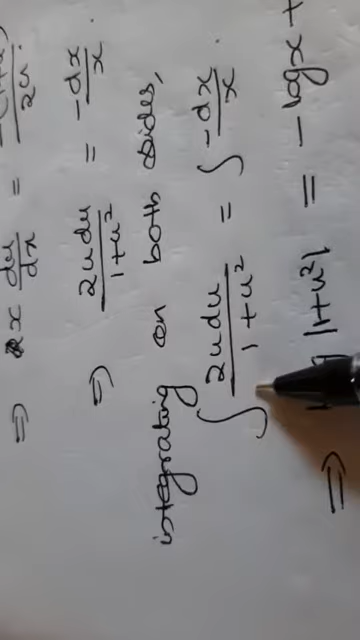 ⇒ x du/dx = -(1+u²)/2u
⇒ 2u du/1+u² = -dx/x
integrating on both sides,
∫ 2u du/1+u² = ∫ -dx/x
⇒ |1+u²| = -log x +